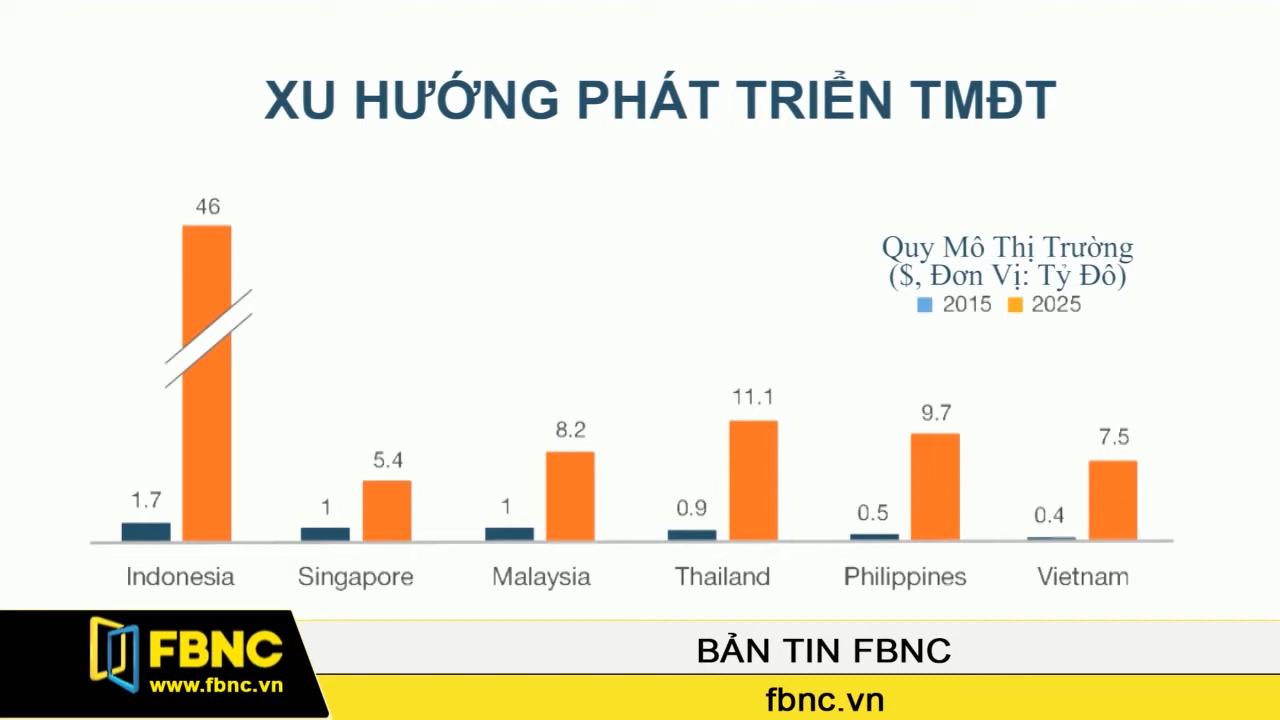 XU HƯỚNG PHÁT TRIỂN TMĐT
46
Quy Mô Thị Trường
($, Đơn Vị: Tỷ Đô)
2015 2025
11.1
9.7
8.2
7.5
5.4
1.7
1
1
0.9
0.5
0.4
Indonesia Singapore Malaysia Thailand Philippines Vietnam
FBNC
www.fbnc.vn
BẢN TIN FBNC
fbnc.vn